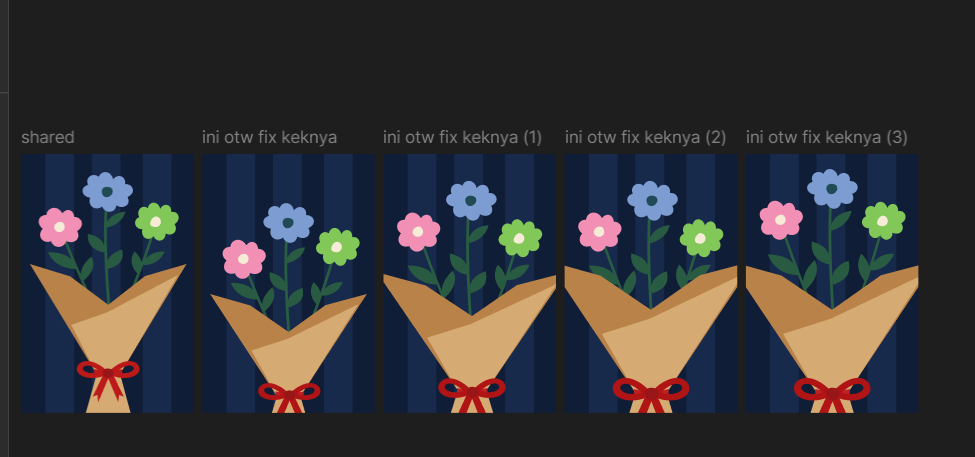 shared
ini otw fix keknya
ini otw fix keknya (1)
ini otw fix keknya (2)
ini otw fix keknya (3)